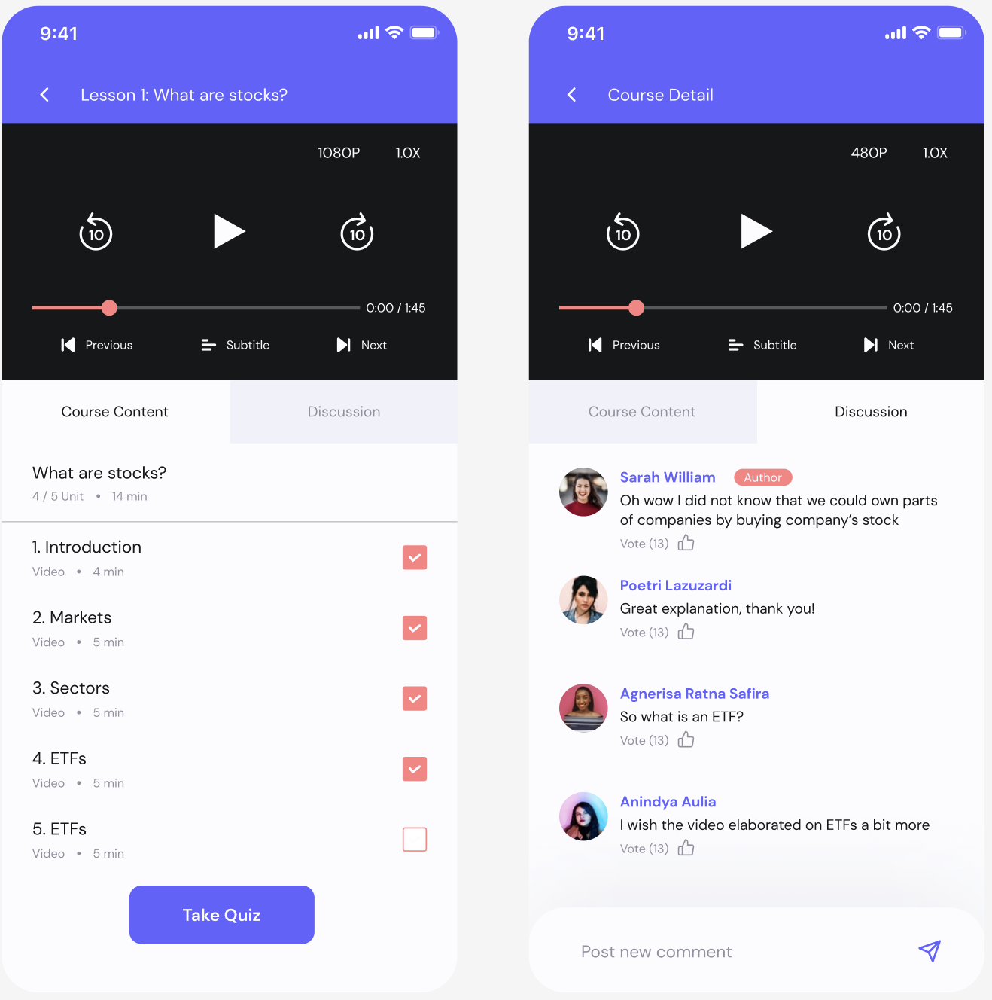 9:41
Lesson 1: What are stocks?
1080P 1.0X
10 10
0:00 / 1:45
Previous Subtitle Next
Course Content Discussion
What are stocks?
4 / 5 Unit • 14 min
1. Introduction
Video • 4 min
2. Markets
Video • 5 min
3. Sectors
Video • 5 min
4. ETFs
Video • 5 min
5. ETFs
Video • 5 min
Take Quiz
9:41
Course Detail
480P 1.0X
10 10
0:00 / 1:45
Previous Subtitle Next
Course Content Discussion
Sarah William Author
Oh wow I did not know that we could own parts
of companies by buying company’s stock
Vote (13)
Poetri Lazuzardi
Great explanation, thank you!
Vote (13)
Agnerisa Ratna Safira
So what is an ETF?
Vote (13)
Anindya Aulia
I wish the video elaborated on ETFs a bit more
Vote (13)
Post new comment